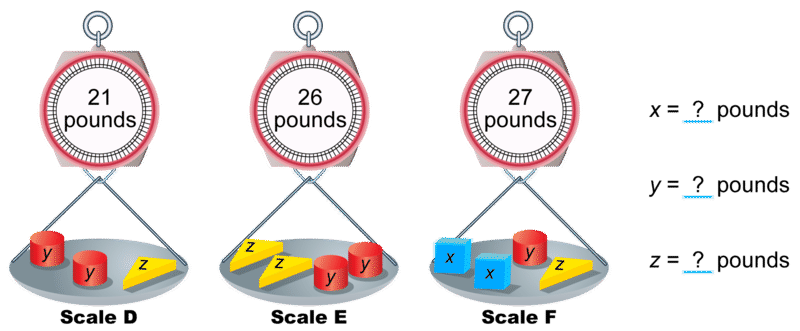 21
pounds
y
y
z
Scale D
26
pounds
z
z
y
y
Scale E
27
pounds
x
x
y
z
Scale F
x = ? pounds
y = ? pounds
z = ? pounds